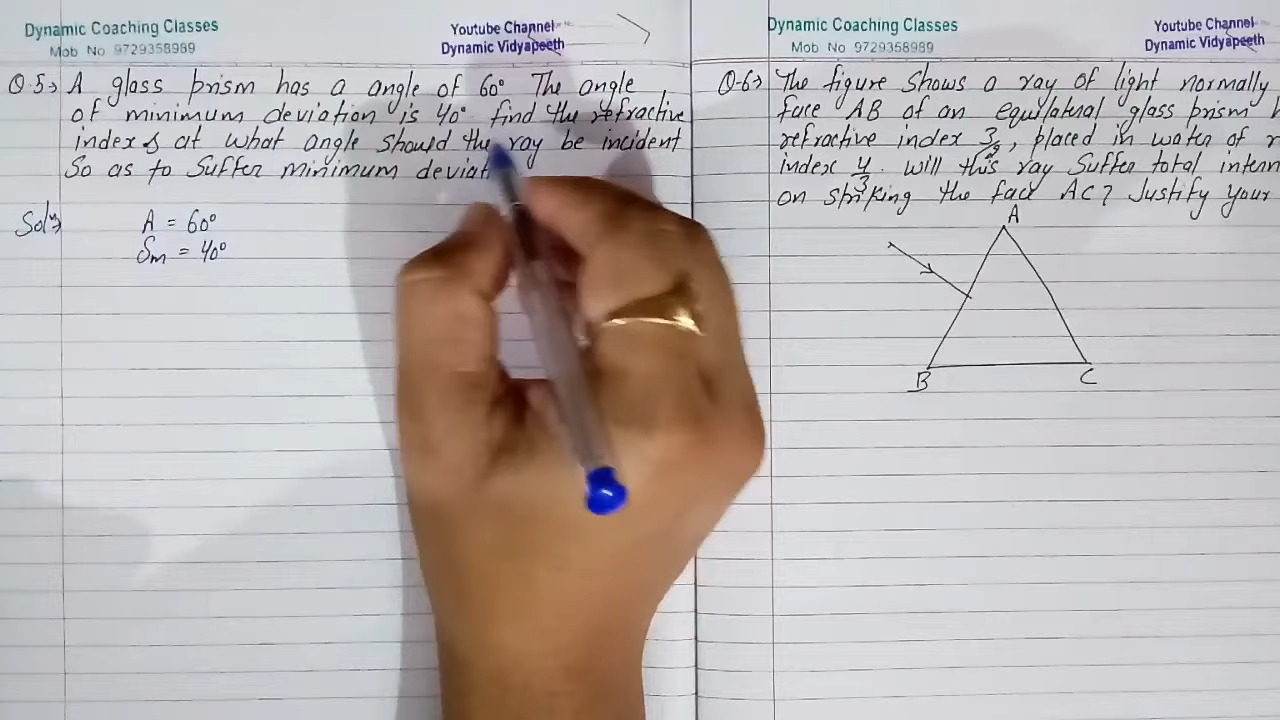 Dynamic Coaching Classes
Mob No 9729358989
Youtube Channel
Dynamic Vidyapeeth
Q.5> A glass prism has a angle of 60° The angle
of minimum deviation is 40° find the refractive
index & at what angle should the ray be incident
So as to Suffer minimum
Sol>
A = 60°
δm = 40°
Dynamic Coaching Classes
Mob No 9729358989
Youtube Channel
Dynamic Vidyapeeth
Q.6> The figure Shows a ray of light normally
face AB of an equilatual glass prism
refractive index 3/2, placed in water of
index 4/3. will this ray Suffer total
on striking the face AC? Justify your
A
B
C